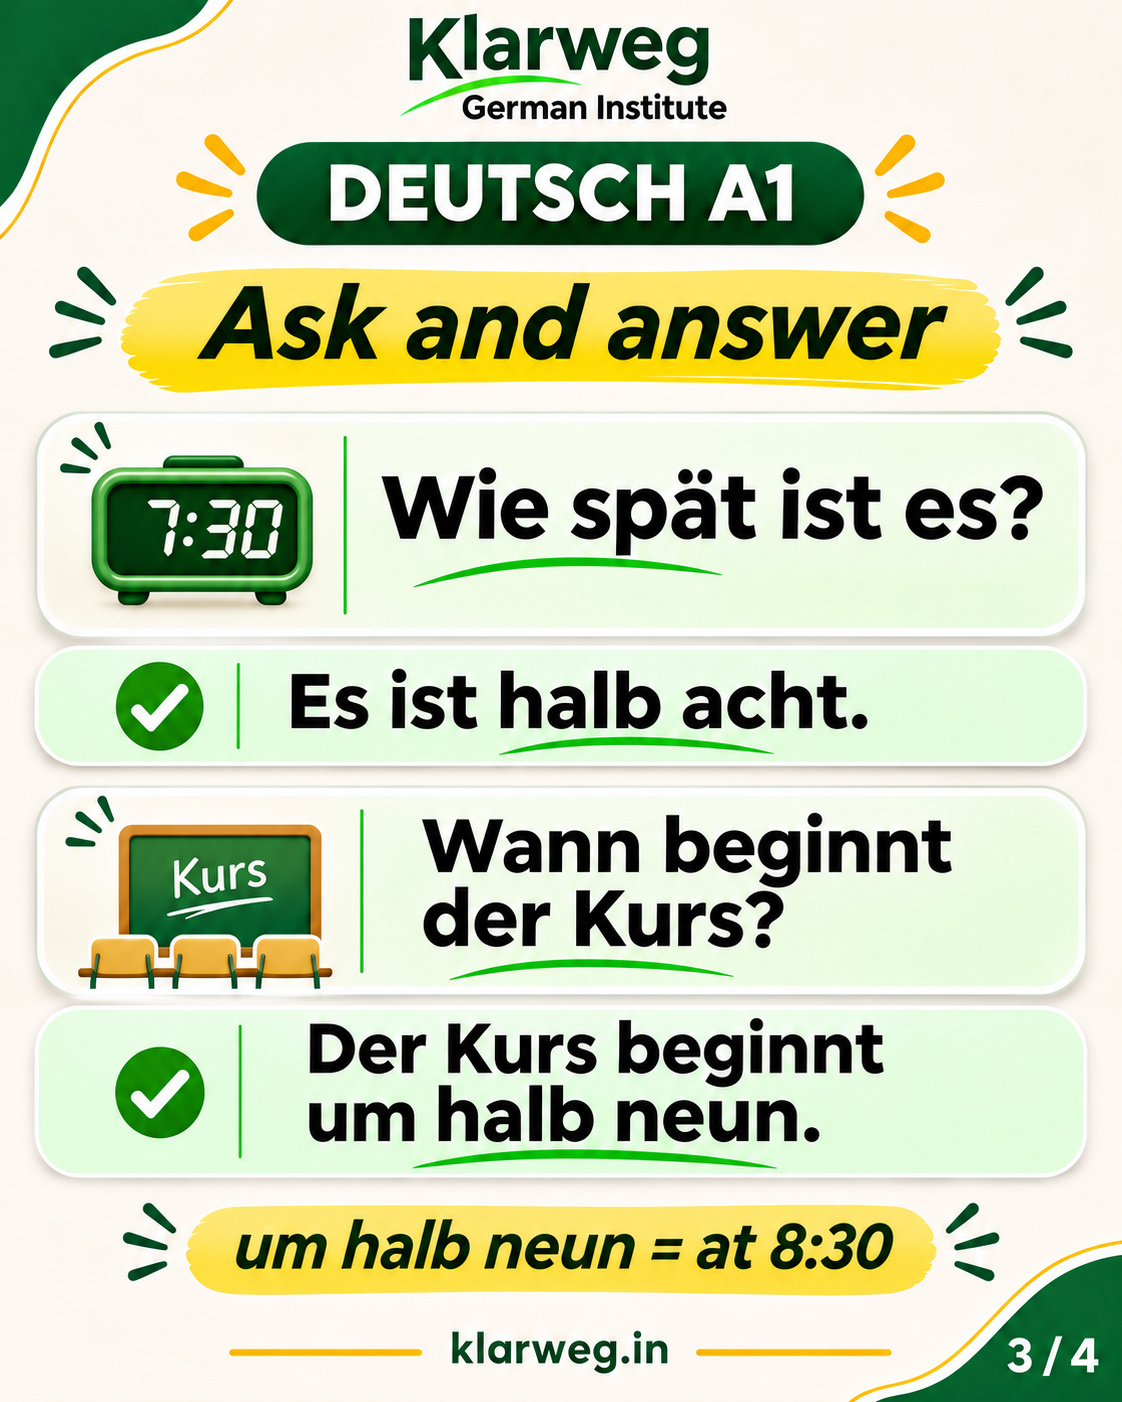 Klarweg
German Institute
DEUTSCH A1
Ask and answer
7:30
Wie spät ist es?
Es ist halb acht.
Kurs
Wann beginnt
der Kurs?
Der Kurs beginnt
um halb neun.
um halb neun = at 8:30
klarweg.in
3 / 4